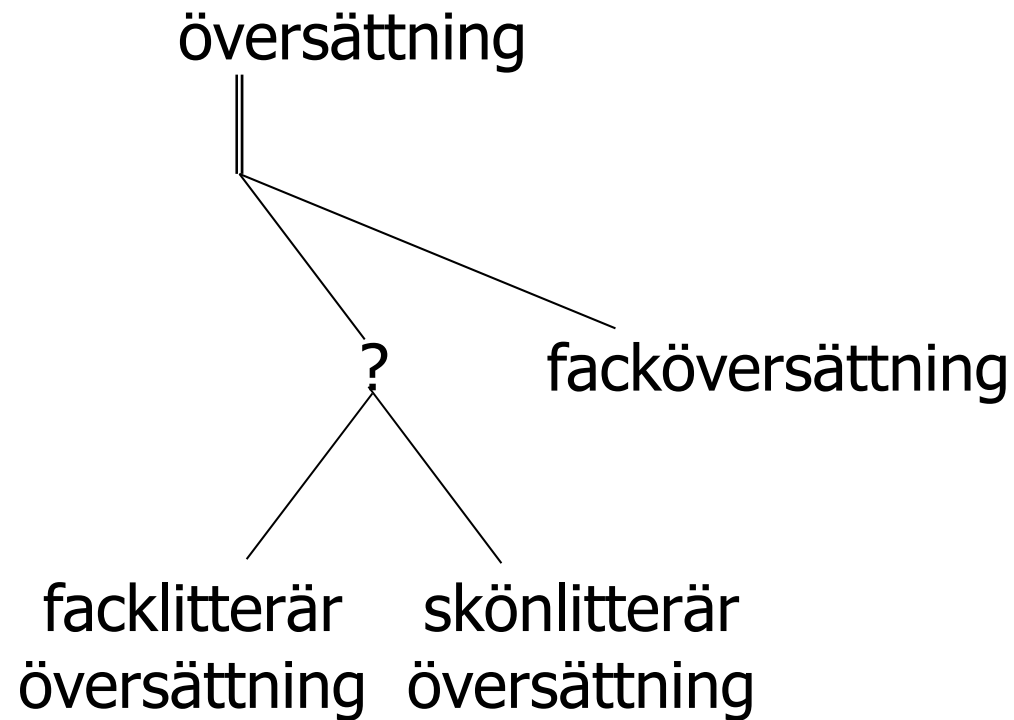 översättning
?
facköversättning
facklitterär
översättning
skönlitterär
översättning